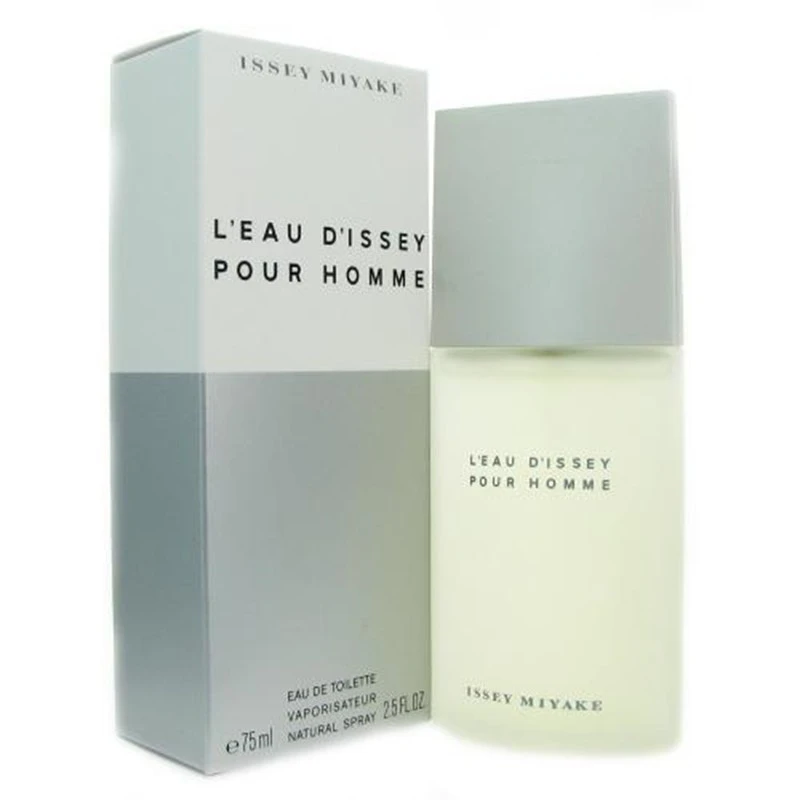 ISSEY MIYAKE
L'EAU D'ISSEY
POUR HOMME
EAU DE TOILETTE
VAPORISATEUR
NATURAL SPRAY
2.5 FL.OZ.
e 75ml
L'EAU D'ISSEY
POUR HOMME
ISSEY MIYAKE